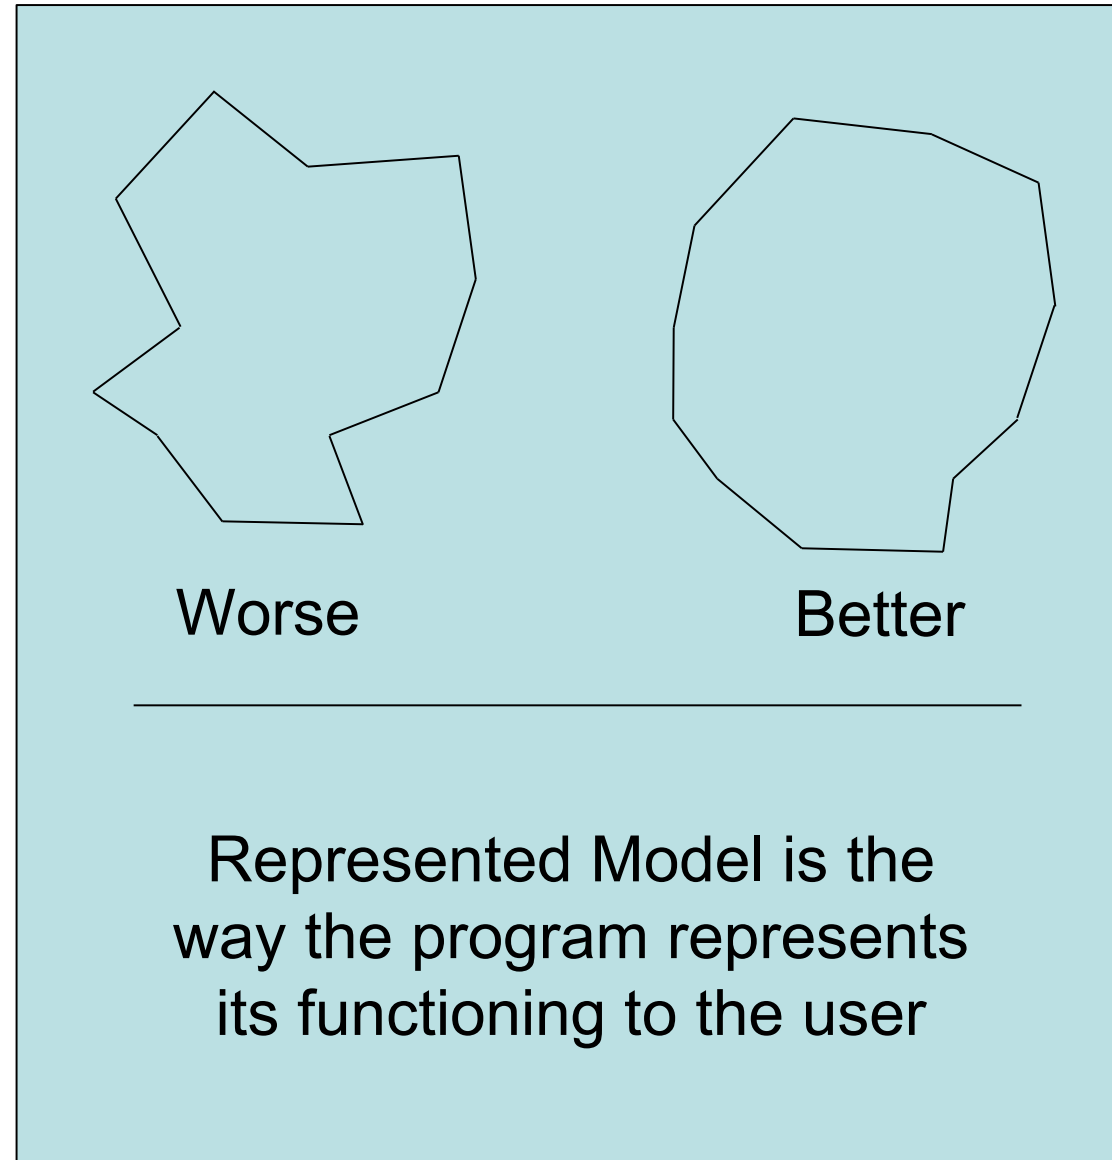 Worse
Better
Represented Model is the
way the program represents
its functioning to the user